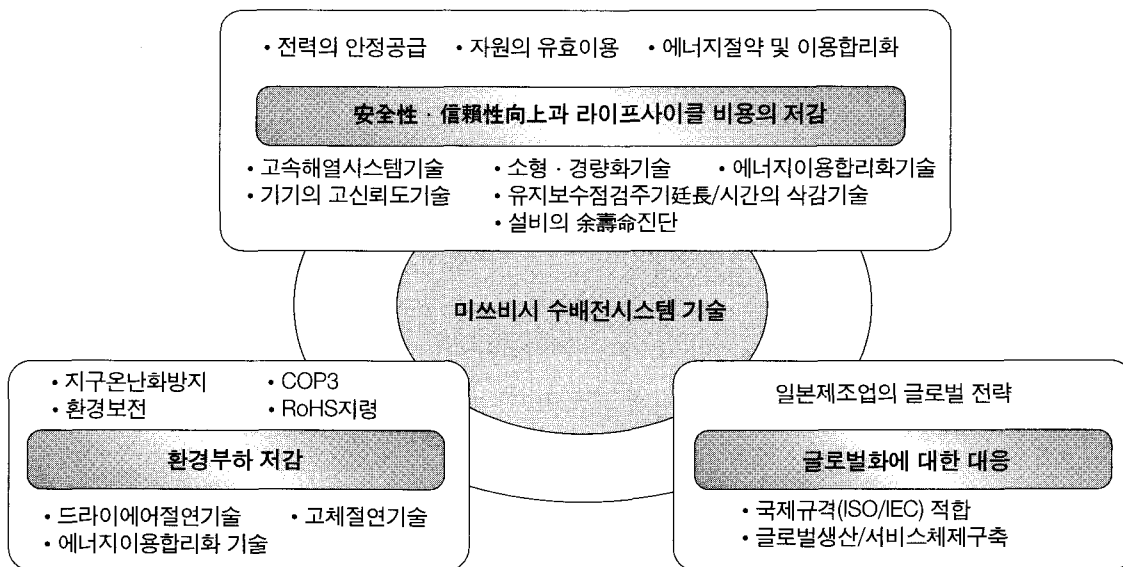 • 전력의 안정공급 • 자원의 유효이용 • 에너지절약 및 이용합리화
安全性 · 信賴性向上과 라이프사이클 비용의 저감
• 고속해열시스템기술 • 소형 · 경량화기술 • 에너지이용합리화기술
• 기기의 고신뢰도기술 • 유지보수점검주기廷長/시간의 삭감기술
• 설비의 余壽命진단
미쓰비시 수배전시스템 기술
• 지구온난화방지 • COP3
• 환경보전 • RoHS지령
환경부하 저감
• 드라이에어절연기술 • 고체절연기술
• 에너지이용합리화 기술
일본제조업의 글로벌 전략
글로벌화에 대한 대응
• 국제규격(ISO/IEC) 적합
• 글로벌생산/서비스체제구축